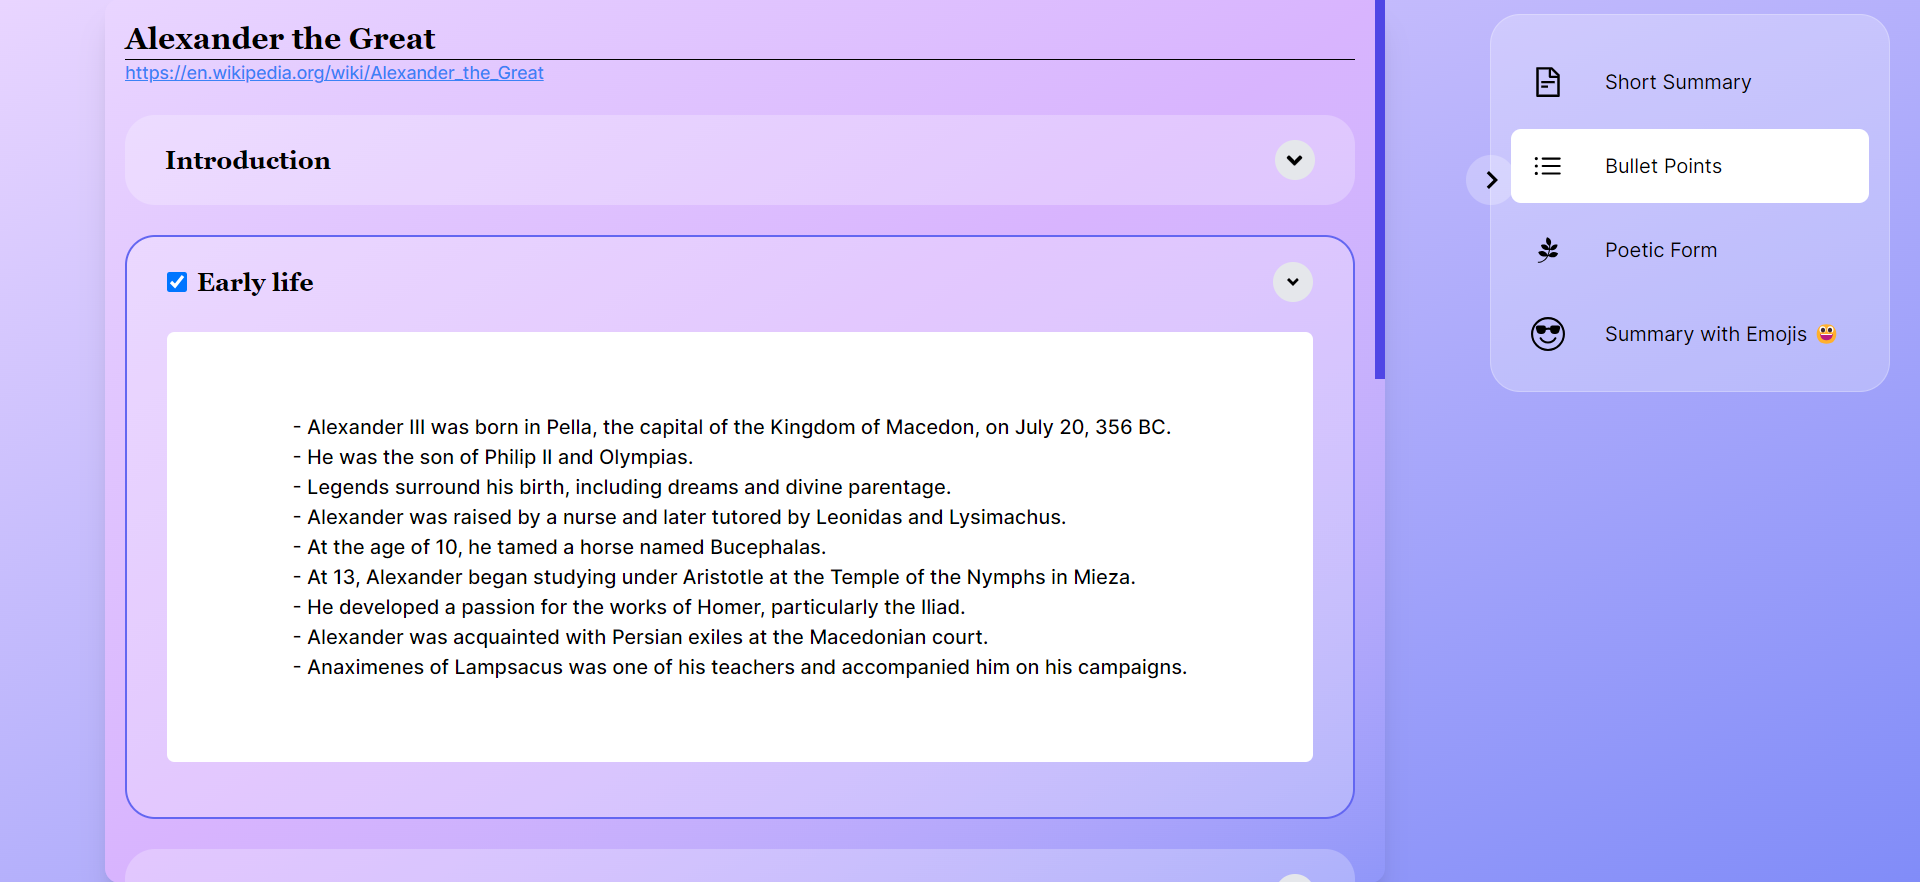 Alexander the Great
https://en.wikipedia.org/wiki/Alexander_the_Great
Introduction
Early life
- Alexander III was born in Pella, the capital of the Kingdom of Macedon, on July 20, 356 BC.
- He was the son of Philip II and Olympias.
- Legends surround his birth, including dreams and divine parentage.
- Alexander was raised by a nurse and later tutored by Leonidas and Lysimachus.
- At the age of 10, he tamed a horse named Bucephalas.
- At 13, Alexander began studying under Aristotle at the Temple of the Nymphs in Mieza.
- He developed a passion for the works of Homer, particularly the Iliad.
- Alexander was acquainted with Persian exiles at the Macedonian court.
- Anaximenes of Lampsacus was one of his teachers and accompanied him on his campaigns.
Short Summary
Bullet Points
Poetic Form
Summary with Emojis 😀